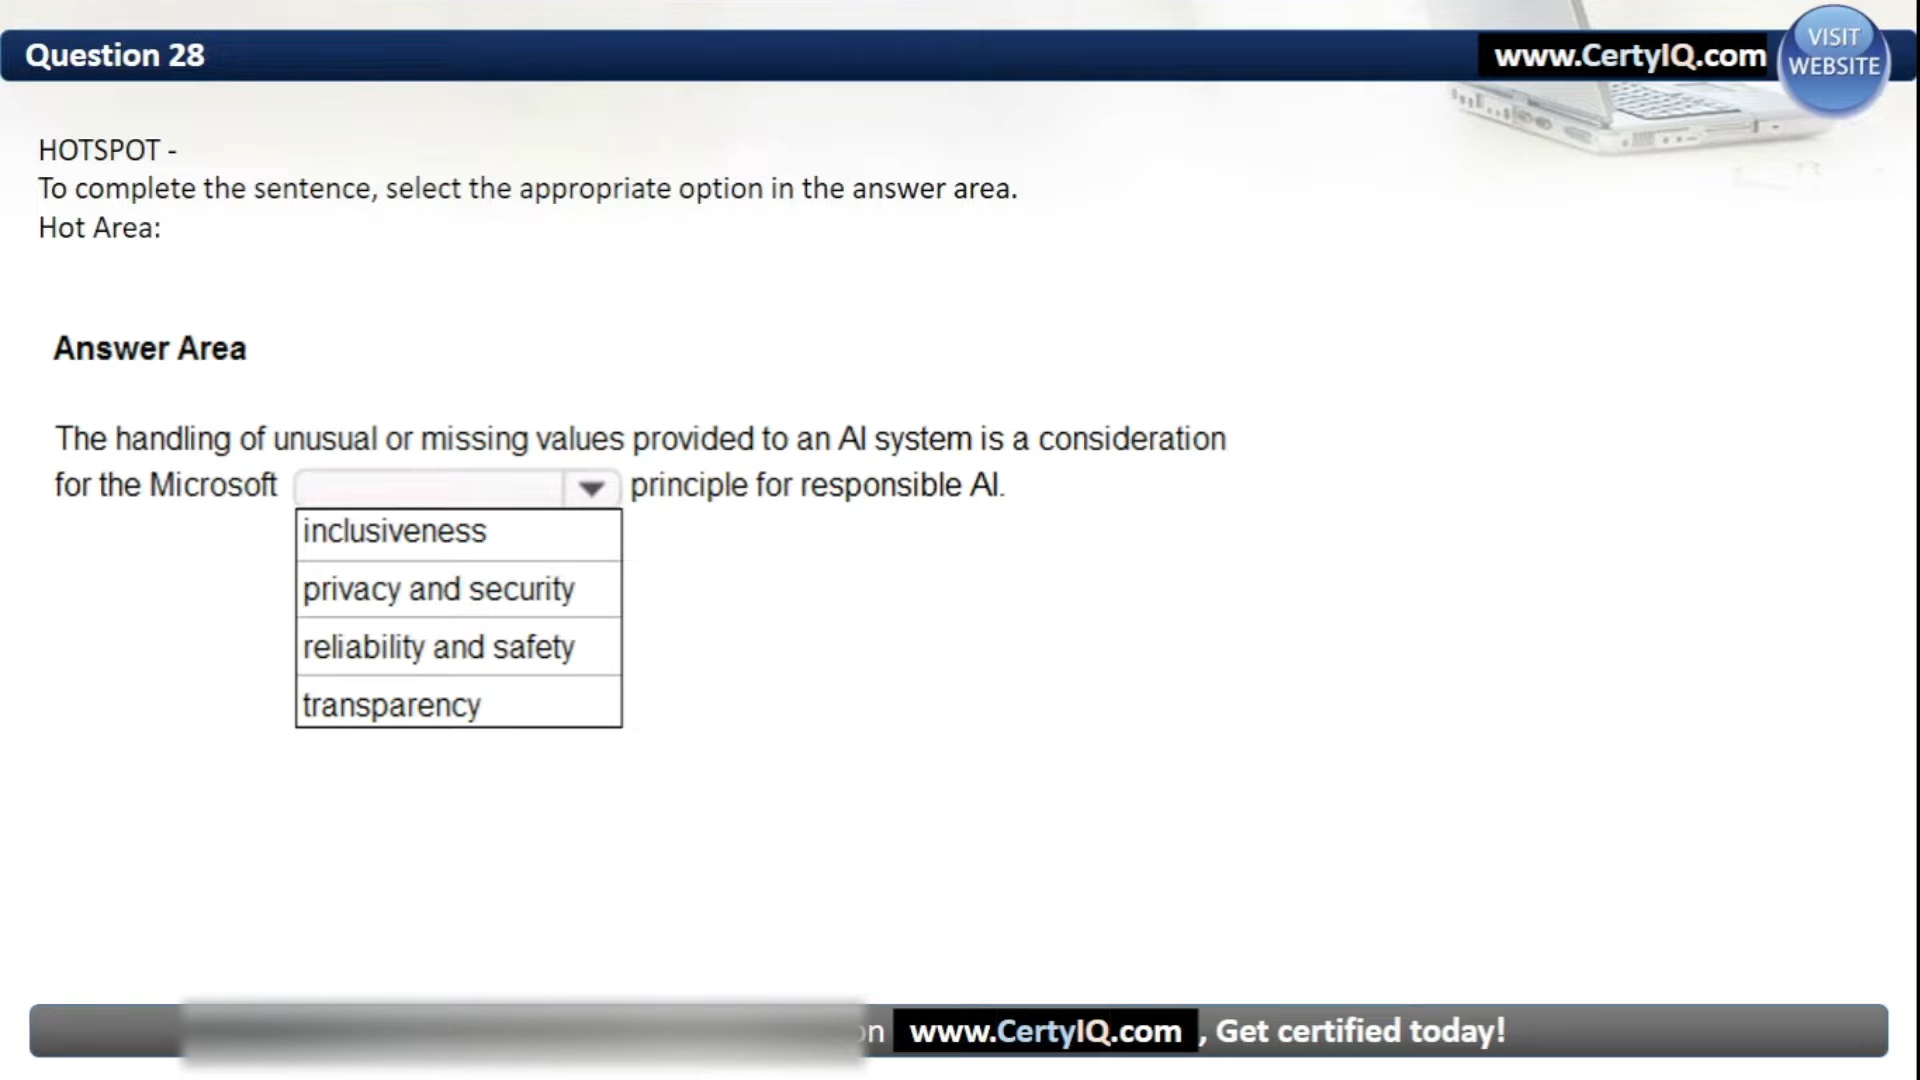 Question 28
www.CertyIQ.com
VISIT
WEBSITE
HOTSPOT -
To complete the sentence, select the appropriate option in the answer area.
Hot Area:
Answer Area
The handling of unusual or missing values provided to an AI system is a consideration
for the Microsoft principle for responsible AI.
inclusiveness
privacy and security
reliability and safety
transparency
www.CertyIQ.com , Get certified today!